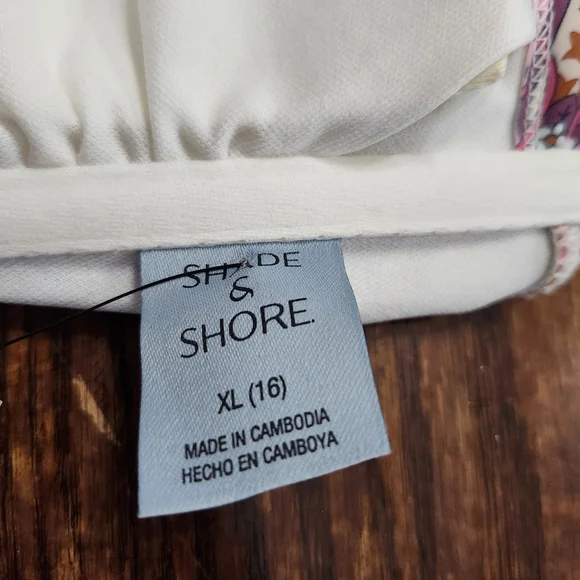 SHADE
&
SHORE.
XL (16)
MADE IN CAMBODIA
HECHO EN CAMBOYA